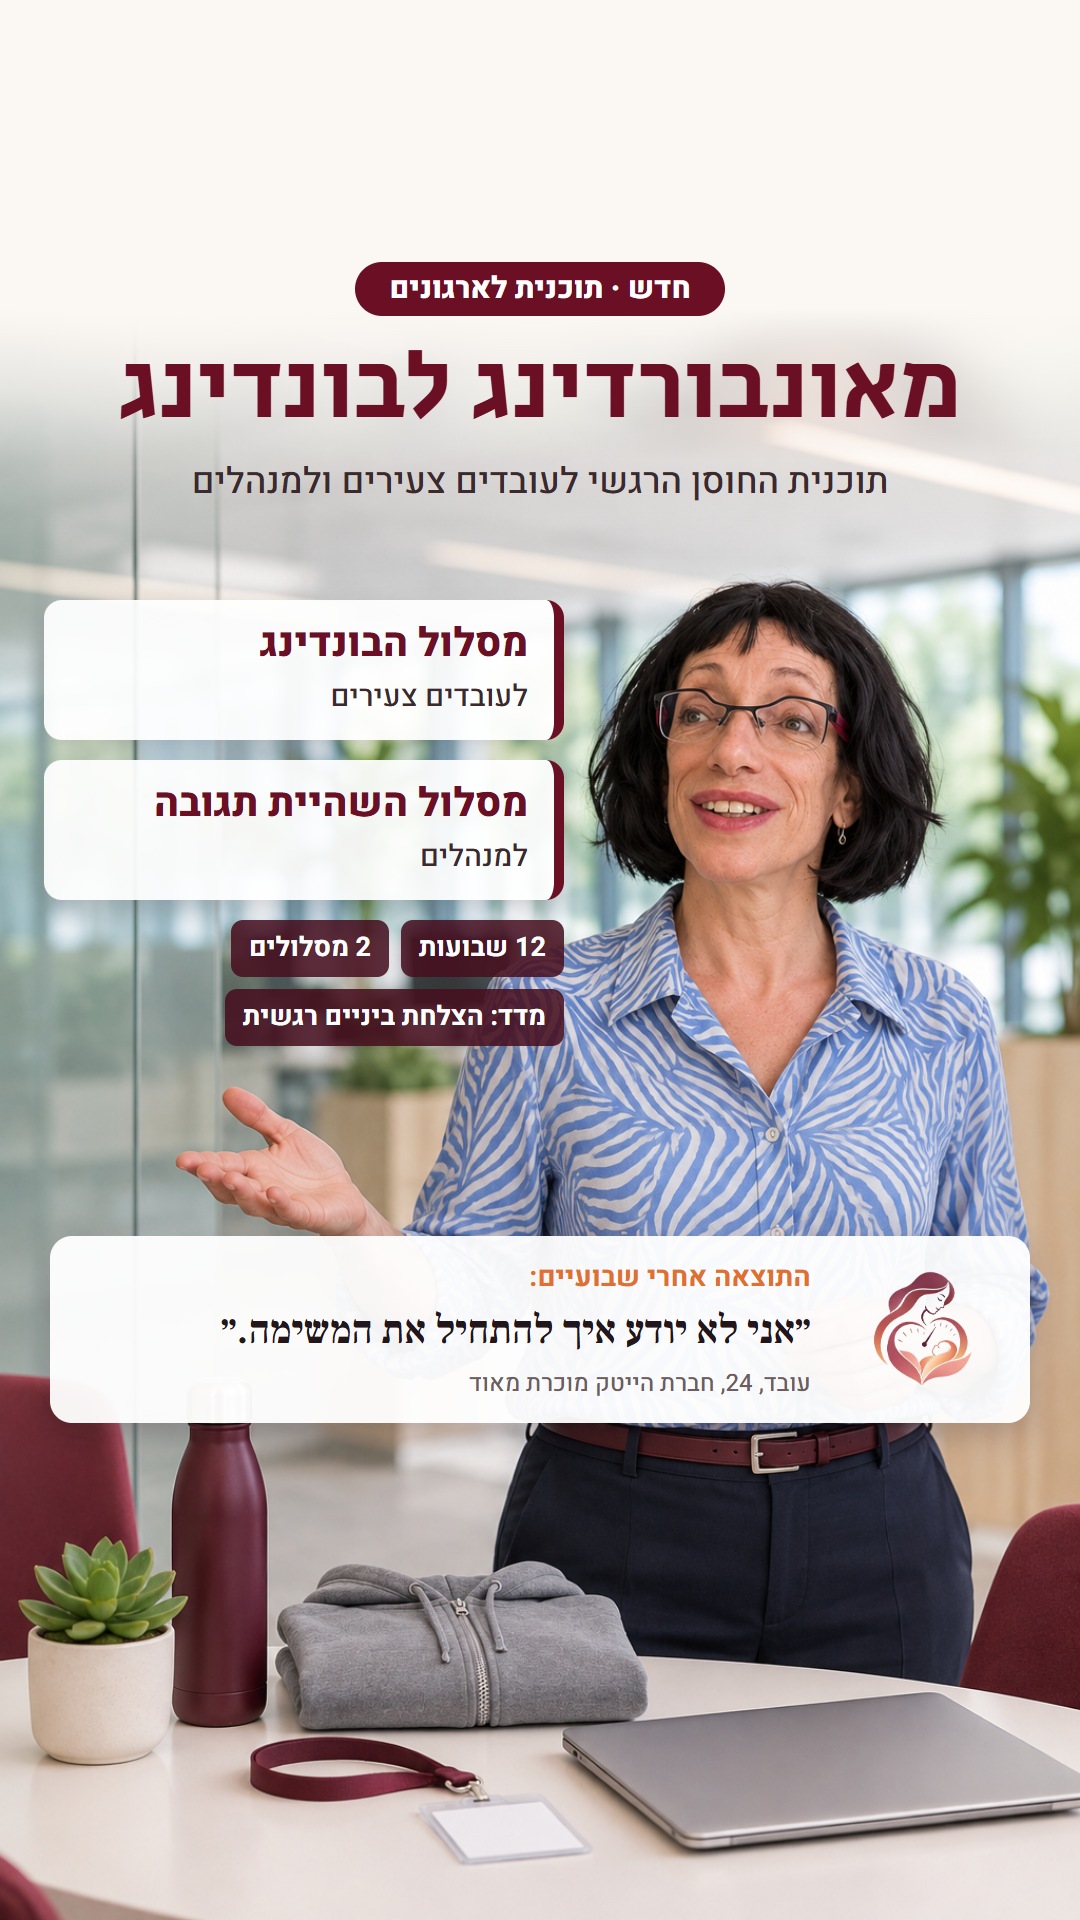 חדש · תוכנית לארגונים
מאונבורדינג לבונדינג
תוכנית החוסן הרגשי לעובדים צעירים ולמנהלים
מסלול הבונדינג
לעובדים צעירים
מסלול השהיית תגובה
למנהלים
12 שבועות
2 מסלולים
מדד: הצלחת ביניים רגשית
התוצאה אחרי שבועיים:
”אני לא יודע איך להתחיל את המשימה.”
עובד, 24, חברת הייטק מוכרת מאוד